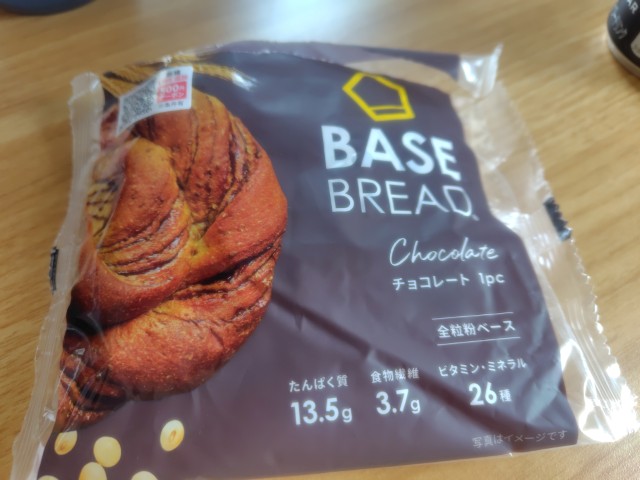 BASE
BREAD
Chocolate
チョコレート 1pc
全粒粉ベース
たんぱく質
13.5g
食物繊維
3.7g
ビタミン・ミネラル
26種
写真はイメージです